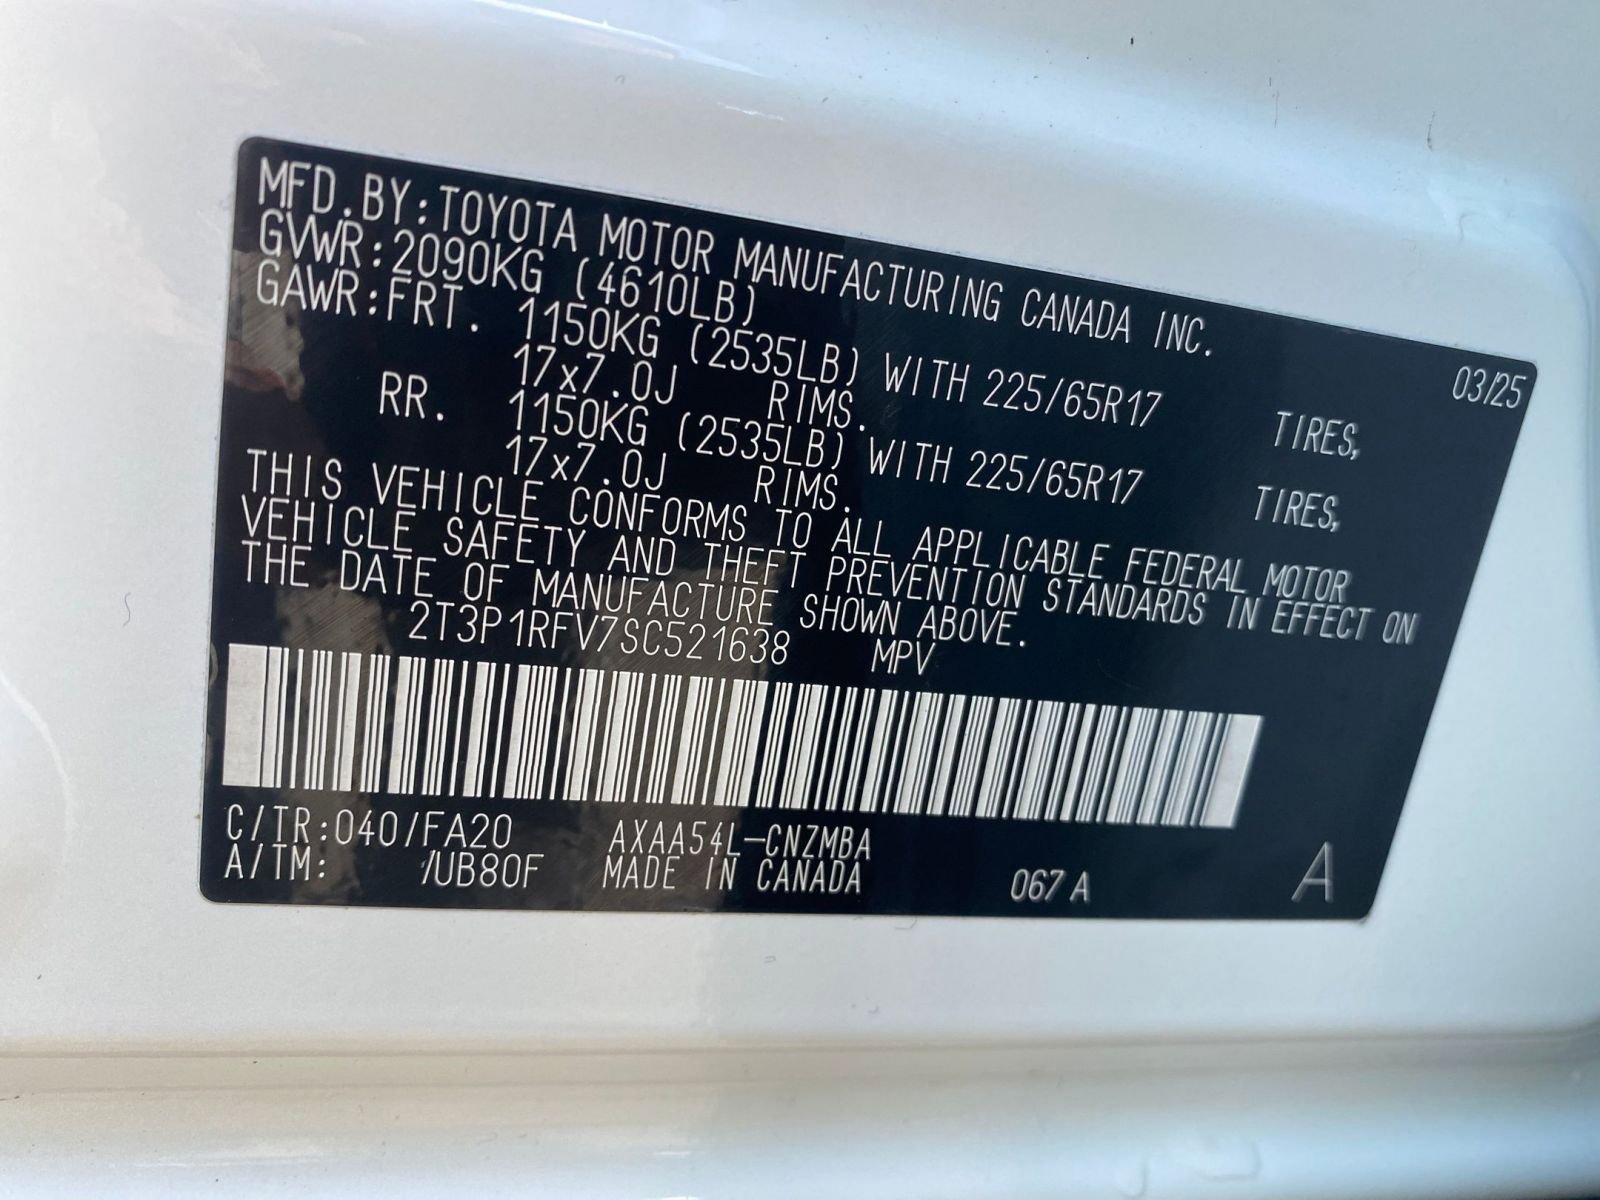 MFD.BY:TOYOTA MOTOR MANUFACTURING CANADA INC.
03/25
GVWR:2090KG (4610LB)
GAWR:FRT. 1150KG (2535LB) WITH 225/65R17 TIRES,
17x7.0J RIMS.
RR. 1150KG (2535LB) WITH 225/65R17 TIRES,
17x7.0J RIMS.
THIS VEHICLE CONFORMS TO ALL APPLICABLE FEDERAL MOTOR
VEHICLE SAFETY AND THEFT PREVENTION STANDARDS IN EFFECT ON
THE DATE OF MANUFACTURE SHOWN ABOVE.
2T3P1RFV7SC521638 MPV
C/TR:040/FA20 AXAA54L-CNZMBA
A/TM: /UB80F MADE IN CANADA 067 A A